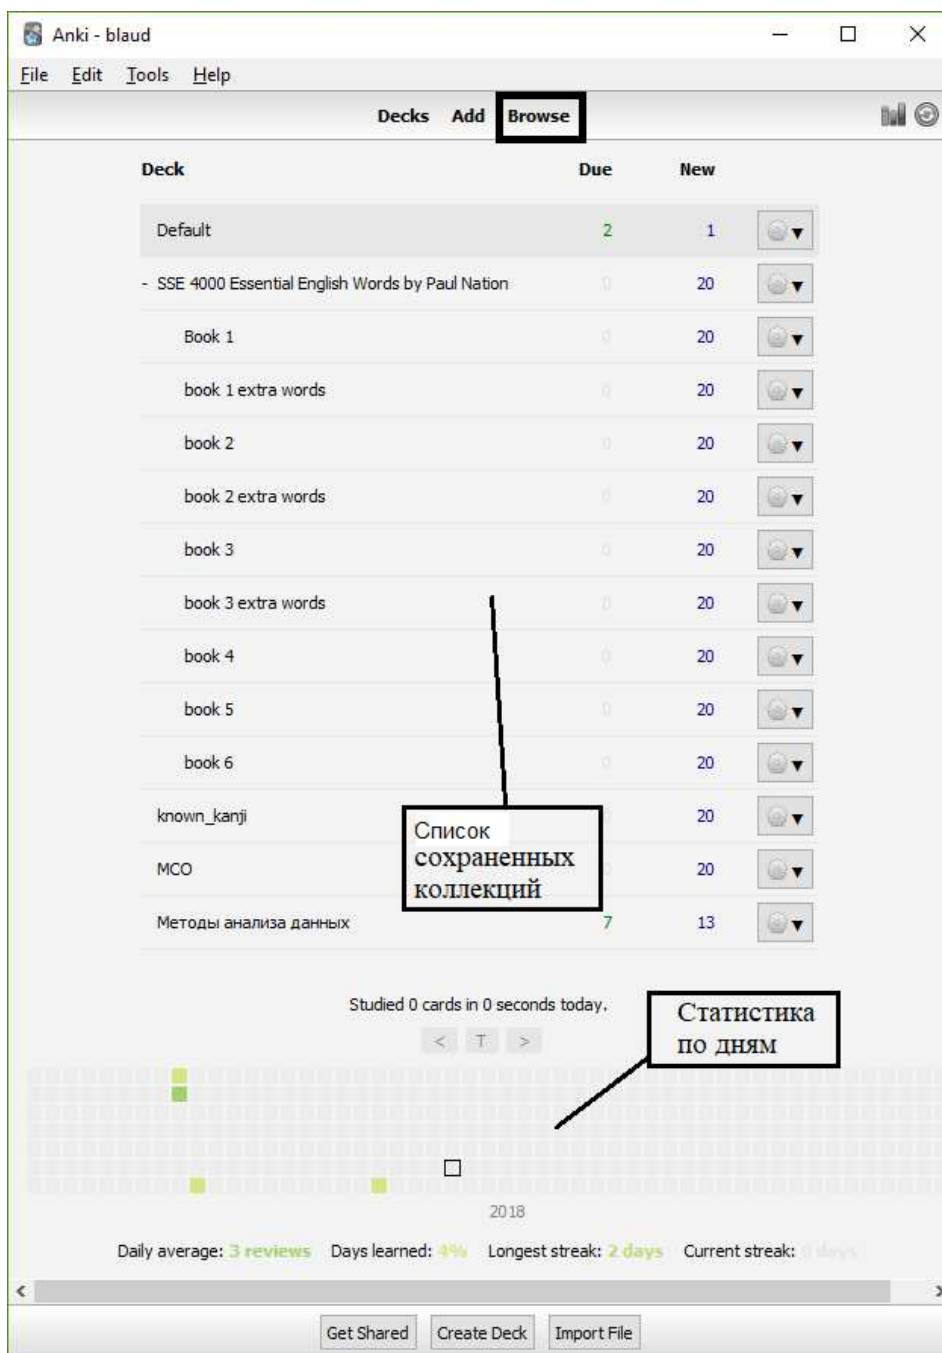 Anki - blaud
File Edit Tools Help
Decks Add Browse
Deck Due New
Default 2 1
- SSE 4000 Essential English Words by Paul Nation 0 20
Book 1 0 20
book 1 extra words 0 20
book 2 0 20
book 2 extra words 0 20
book 3 0 20
book 3 extra words 0 20
book 4 0 20
book 5 0 20
book 6 0 20
known_kanji 0 20
Список
сохраненных
коллекций
МСО 20
Методы анализа данных 7 13
Studied 0 cards in 0 seconds today.
< T >
Статистика
по дням
2018
Daily average: 3 reviews Days learned: 4% Longest streak: 2 days Current streak: 0 days
Get Shared Create Deck Import File